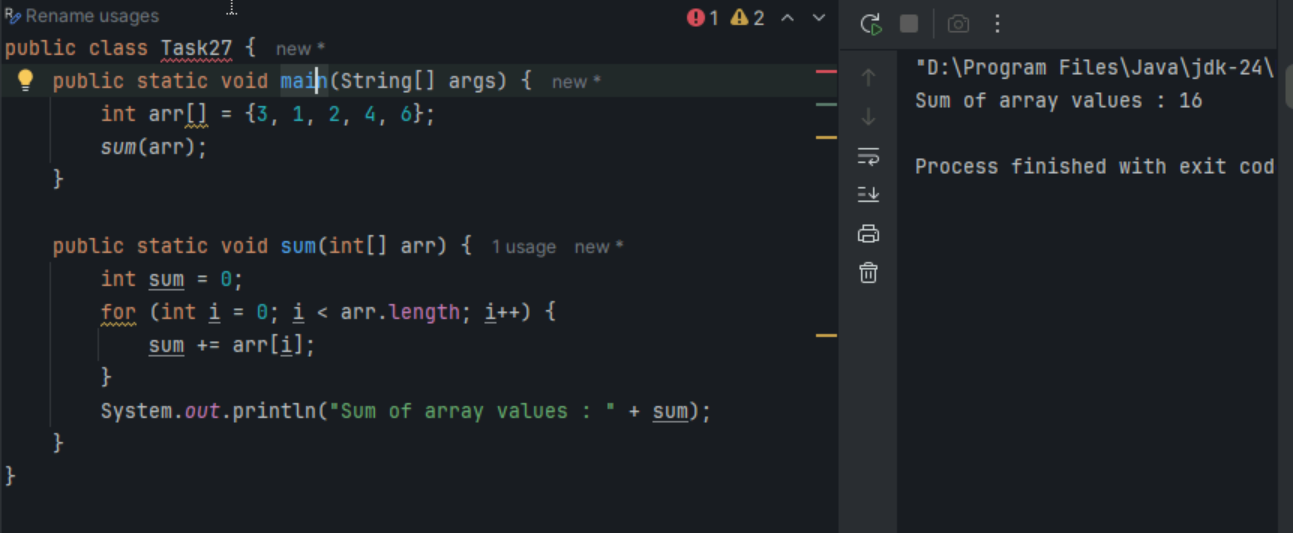 Rename usages
1 2
public class Task27 { new *
public static void main(String[] args) { new *
int arr[] = {3, 1, 2, 4, 6};
sum(arr);
}
public static void sum(int[] arr) { 1 usage new *
int sum = 0;
for (int i = 0; i < arr.length; i++) {
sum += arr[i];
}
System.out.println("Sum of array values : " + sum);
}
}
"D:\Program Files\Java\jdk-24\
Sum of array values : 16
Process finished with exit cod